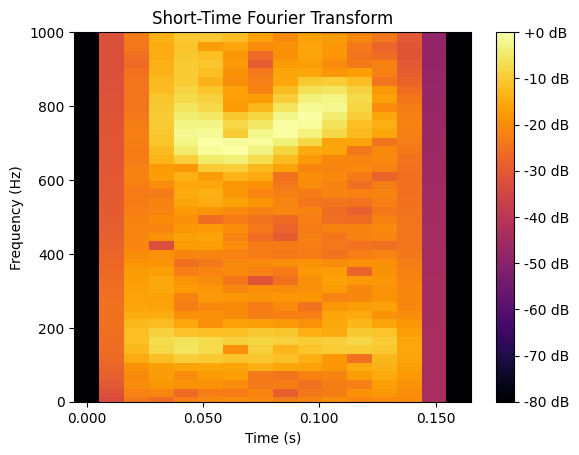 Short-Time Fourier Transform
Frequency (Hz)
1000
800
600
400
200
0
0.000
0.050
0.100
0.150
Time (s)
+0 dB
-10 dB
-20 dB
-30 dB
-40 dB
-50 dB
-60 dB
-70 dB
-80 dB